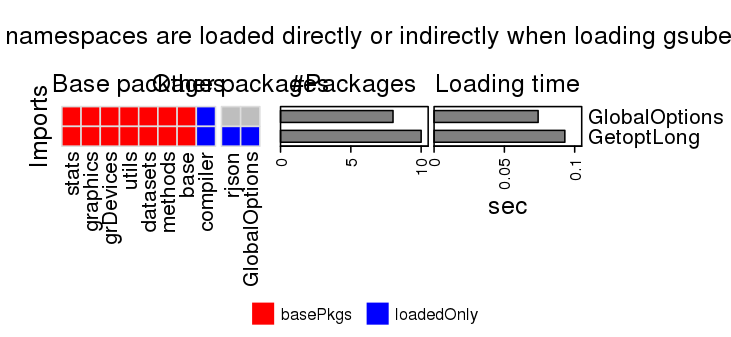 namespaces are loaded directly or indirectly when loading gsube
Base packages Other packages #Packages Loading time
Imports
GlobalOptions
GetoptLong
0 5 10 0 0.05 0.1
sec
stats graphics grDevices utils datasets methods base compiler rjson GlobalOptions
basePkgs loadedOnly